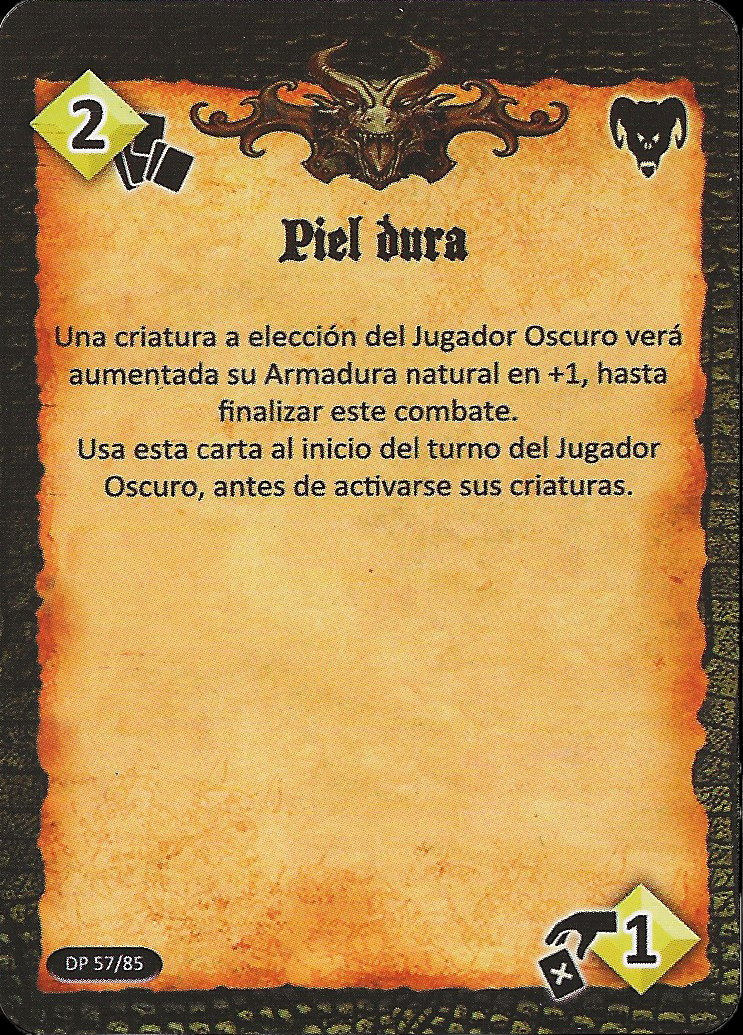 2
Piel dura
Una criatura a elección del Jugador Oscuro verá
aumentada su Armadura natural en +1, hasta
finalizar este combate.
Usa esta carta al inicio del turno del Jugador
Oscuro, antes de activarse sus criaturas.
DP 57/85
1